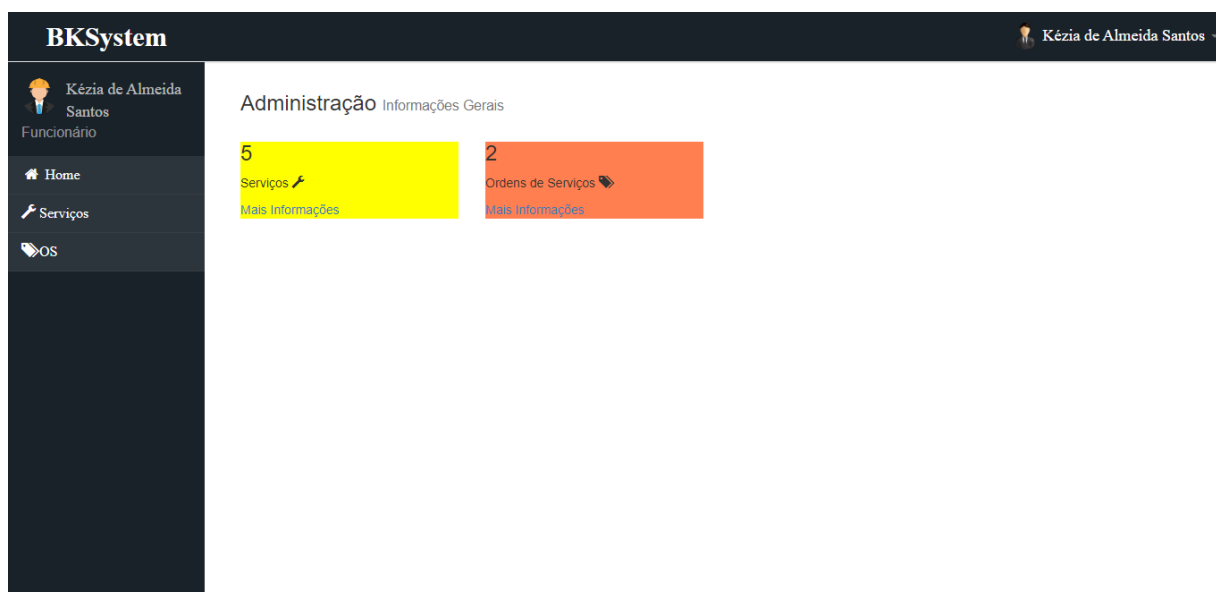 BKSystem
Kézia de Almeida Santos
Kézia de Almeida
Santos
Funcionário
Home
Serviços
OS
Administração Informações Gerais
5
Serviços
Mais Informações
2
Ordens de Serviços
Mais Informações